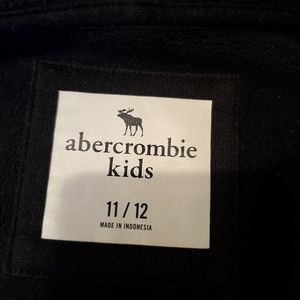 abercrombie
kids
11 / 12
MADE IN INDONESIA